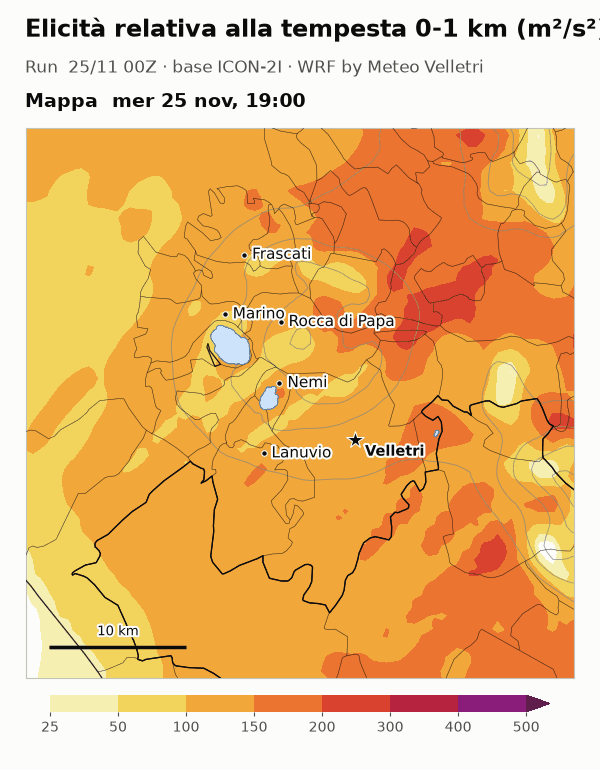 Elicità relativa alla tempesta 0-1 km (m²/s²)
Run  25/11 00Z · base ICON-2I · WRF by Meteo Velletri
Mappa  mer 25 nov, 19:00
Frascati
Marino
Rocca di Papa
Nemi
Velletri
Lanuvio
10 km
25 50 100 150 200 300 400 500